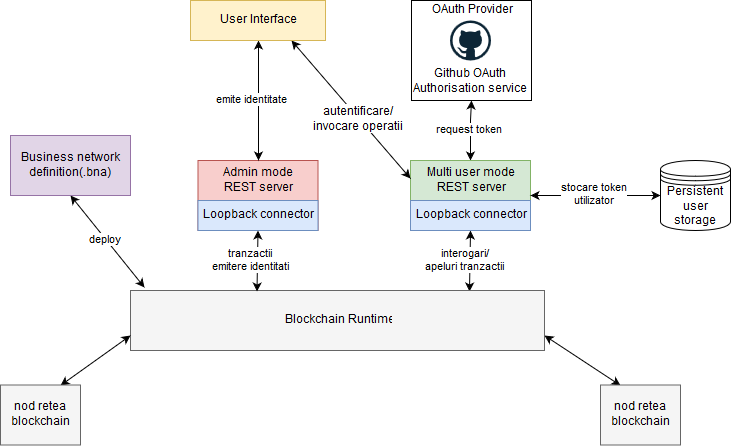 User Interface
OAuth Provider
Github OAuth
Authorisation service
emite identitate
autentificare/
invocare operatii
request token
Business network
definition(.bna)
Admin mode
REST server
Loopback connector
Multi user mode
REST server
Loopback connector
stocare token
utilizator
Persistent
user
storage
deploy
tranzactii
emitere identitati
interogari/
apeluri tranzactii
Blockchain Runtime
nod retea
blockchain
nod retea
blockchain